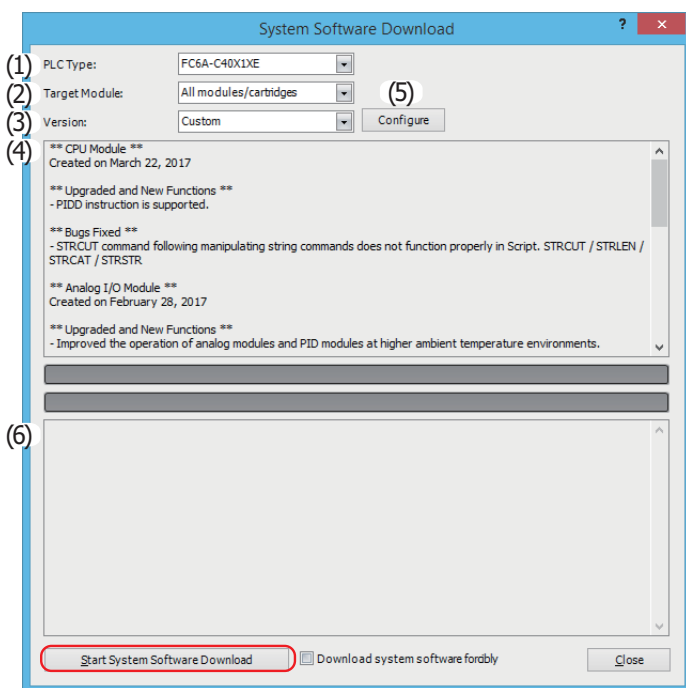 System Software Download
? ×
(1) PLC Type: FC6A-C40X1XE
(2) Target Module: All modules/cartridges (5)
(3) Version: Custom Configure
(4) ** CPU Module **
Created on March 22, 2017
** Upgraded and New Functions **
- PIDD instruction is supported.
** Bugs Fixed **
- STRCUT command following manipulating string commands does not function properly in Script. STRCUT / STRLEN /
STRCAT / STRSTR
** Analog I/O Module **
Created on February 28, 2017
** Upgraded and New Functions **
- Improved the operation of analog modules and PID modules at higher ambient temperature environments.
(6)
Start System Software Download Download system software forcibly Close